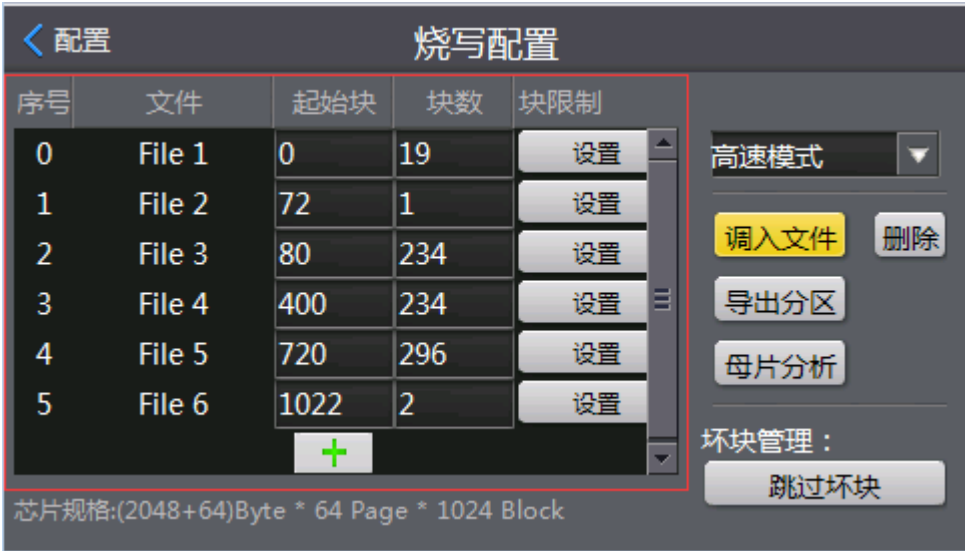 配置 烧写配置
序号 文件 起始块 块数 块限制
0 File 1 0 19 设置
高速模式
1 File 2 72 1 设置
调入文件 删除
2 File 3 80 234 设置
3 File 4 400 234 设置
导出分区
4 File 5 720 296 设置
母片分析
5 File 6 1022 2 设置
坏块管理：
跳过坏块
芯片规格:(2048+64)Byte * 64 Page * 1024 Block